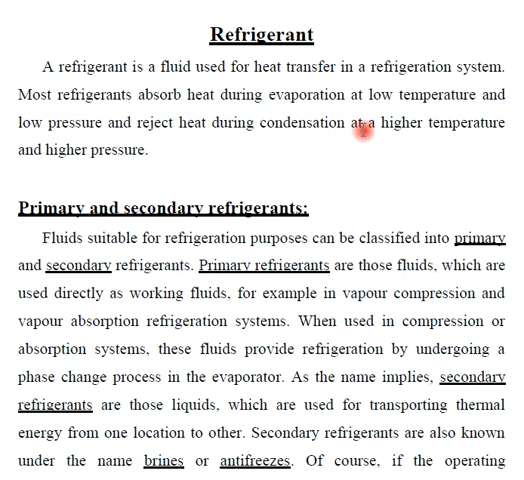 Refrigerant
A refrigerant is a fluid used for heat transfer in a refrigeration system.
Most refrigerants absorb heat during evaporation at low temperature and
low pressure and reject heat during condensation at a higher temperature
and higher pressure.
Primary and secondary refrigerants:
Fluids suitable for refrigeration purposes can be classified into primary
and secondary refrigerants. Primary refrigerants are those fluids, which are
used directly as working fluids, for example in vapour compression and
vapour absorption refrigeration systems. When used in compression or
absorption systems, these fluids provide refrigeration by undergoing a
phase change process in the evaporator. As the name implies, secondary
refrigerants are those liquids, which are used for transporting thermal
energy from one location to other. Secondary refrigerants are also known
under the name brines or antifreezes. Of course, if the operating